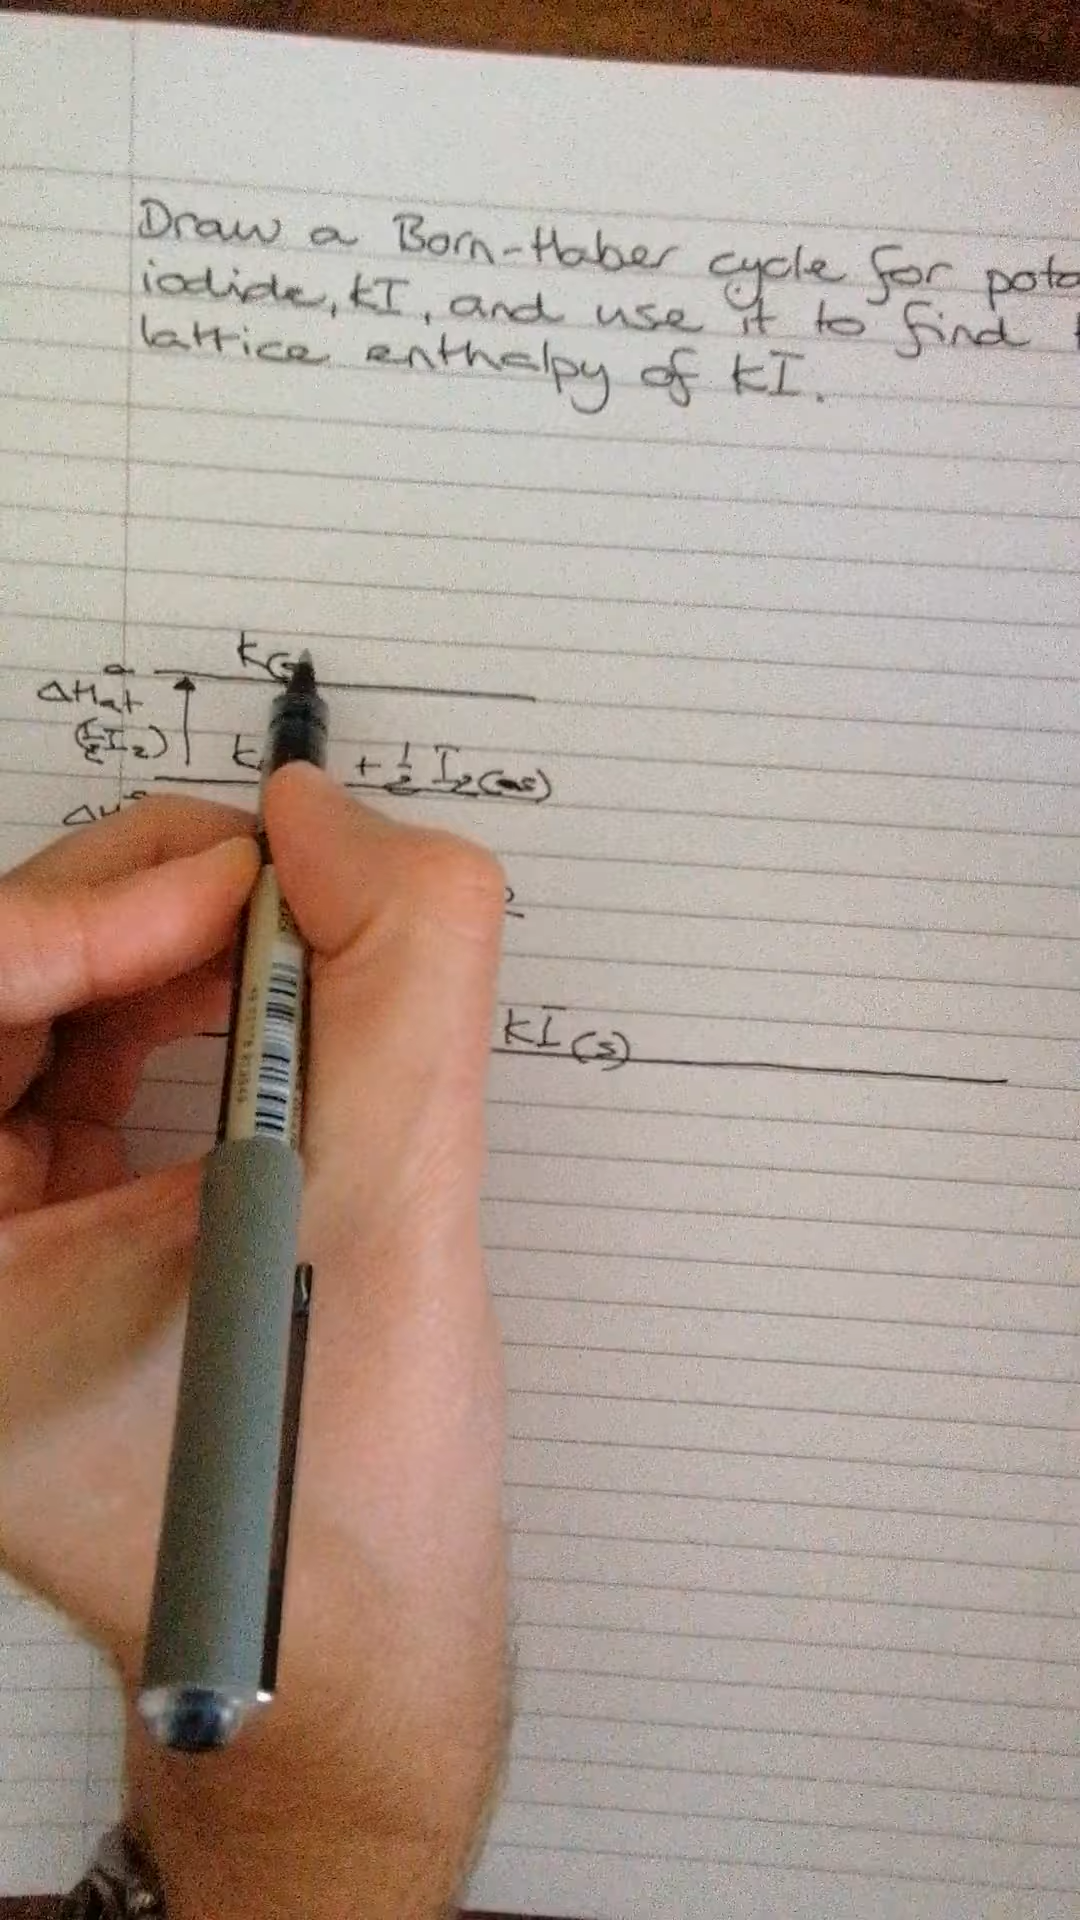 Draw a Born-Haber cycle for pota
iodide, KI, and use it to find
lattice enthalpy of KI.
K(g
ΔHat
(½I2)
+ ½ I2(s)
KI(s)